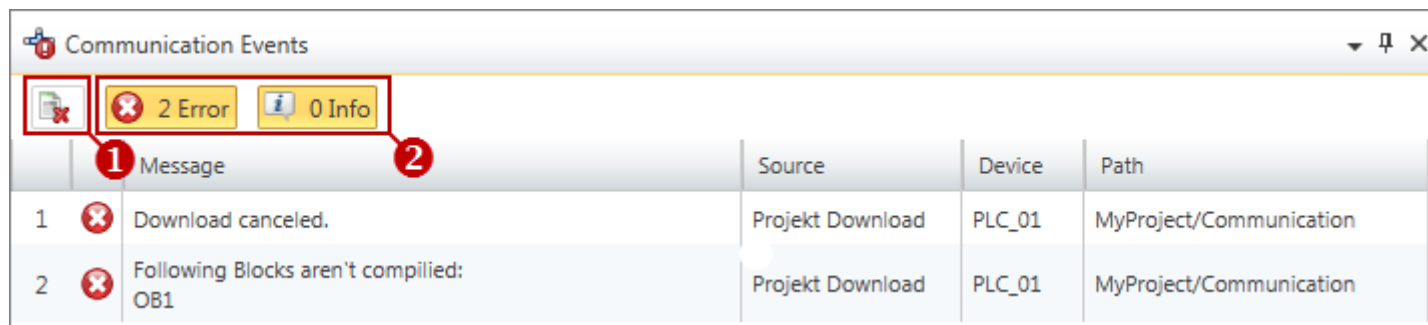 Communication Events
2 Error 0 Info
1 2
Message Source Device Path
1 Download canceled. Projekt Download PLC_01 MyProject/Communication
2 Following Blocks aren't compilied: Projekt Download PLC_01 MyProject/Communication
OB1